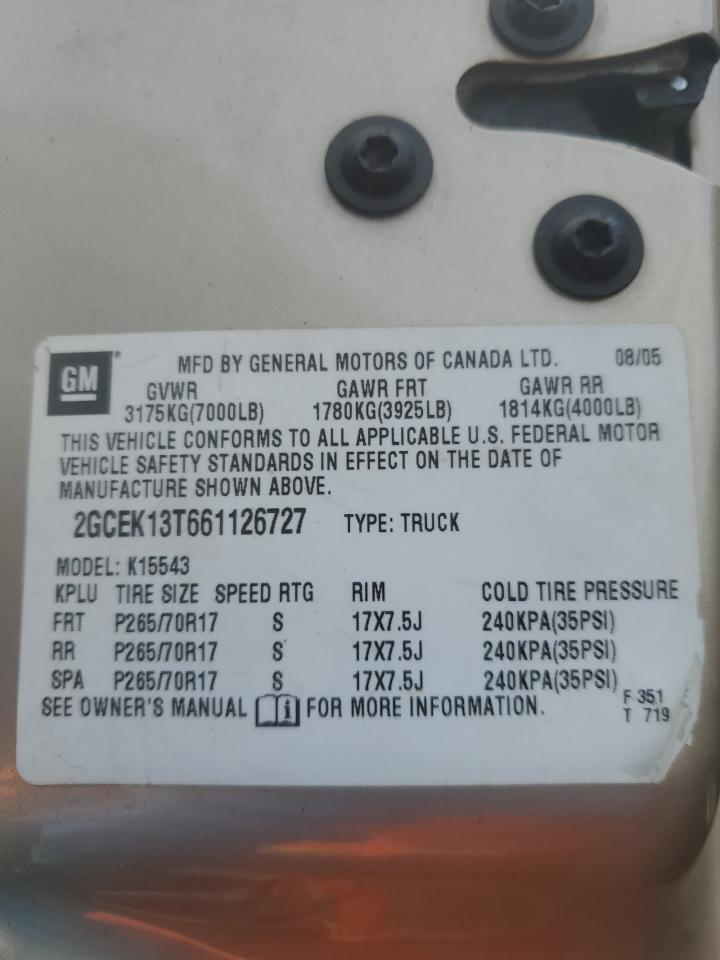 GM
MFD BY GENERAL MOTORS OF CANADA LTD. 08/05
GVWR GAWR FRT GAWR RR
3175KG(7000LB) 1780KG(3925LB) 1814KG(4000LB)
THIS VEHICLE CONFORMS TO ALL APPLICABLE U.S. FEDERAL MOTOR
VEHICLE SAFETY STANDARDS IN EFFECT ON THE DATE OF
MANUFACTURE SHOWN ABOVE.
2GCEK13T661126727 TYPE: TRUCK
MODEL: K15543
KPLU TIRE SIZE SPEED RTG RIM COLD TIRE PRESSURE
FRT P265/70R17 S 17X7.5J 240KPA(35PSI)
RR P265/70R17 S 17X7.5J 240KPA(35PSI)
SPA P265/70R17 S 17X7.5J 240KPA(35PSI)
SEE OWNER'S MANUAL i FOR MORE INFORMATION.
F 351
T 719